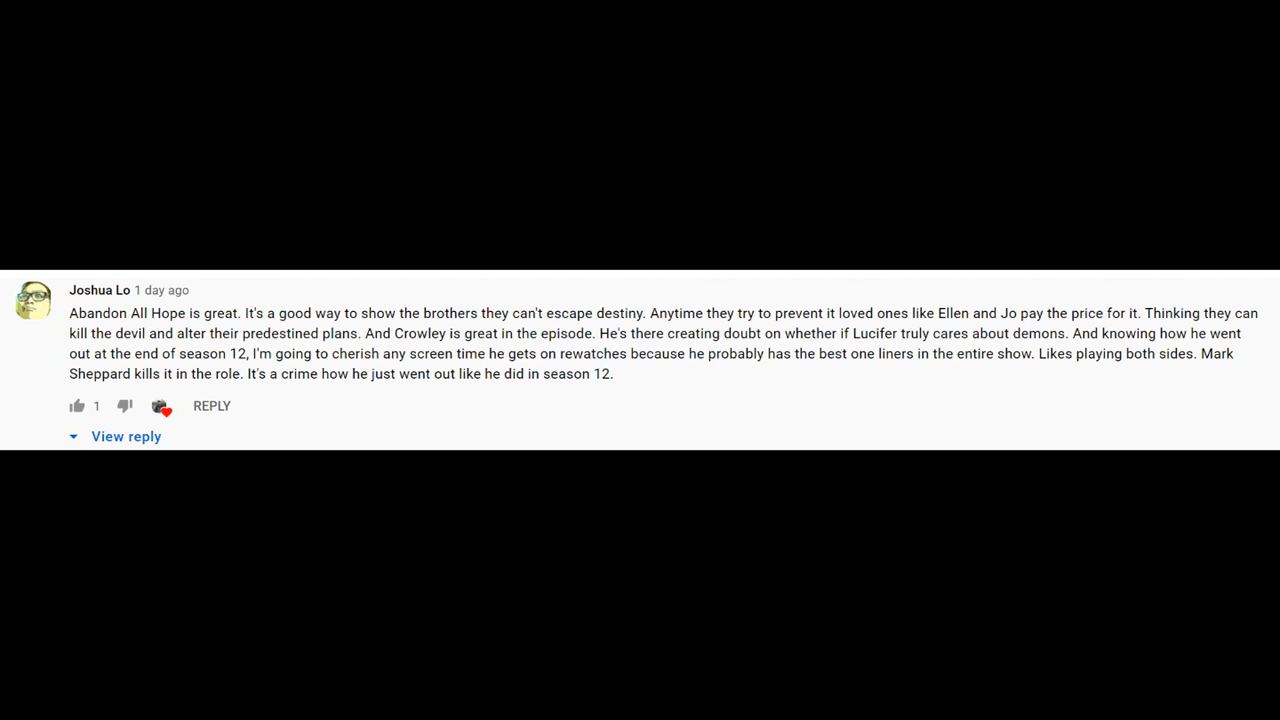 Joshua Lo 1 day ago
Abandon All Hope is great. It's a good way to show the brothers they can't escape destiny. Anytime they try to prevent it loved ones like Ellen and Jo pay the price for it. Thinking they can
kill the devil and alter their predestined plans. And Crowley is great in the episode. He's there creating doubt on whether if Lucifer truly cares about demons. And knowing how he went
out at the end of season 12, I'm going to cherish any screen time he gets on rewatches because he probably has the best one liners in the entire show. Likes playing both sides. Mark
Sheppard kills it in the role. It's a crime how he just went out like he did in season 12.
1 REPLY
View reply